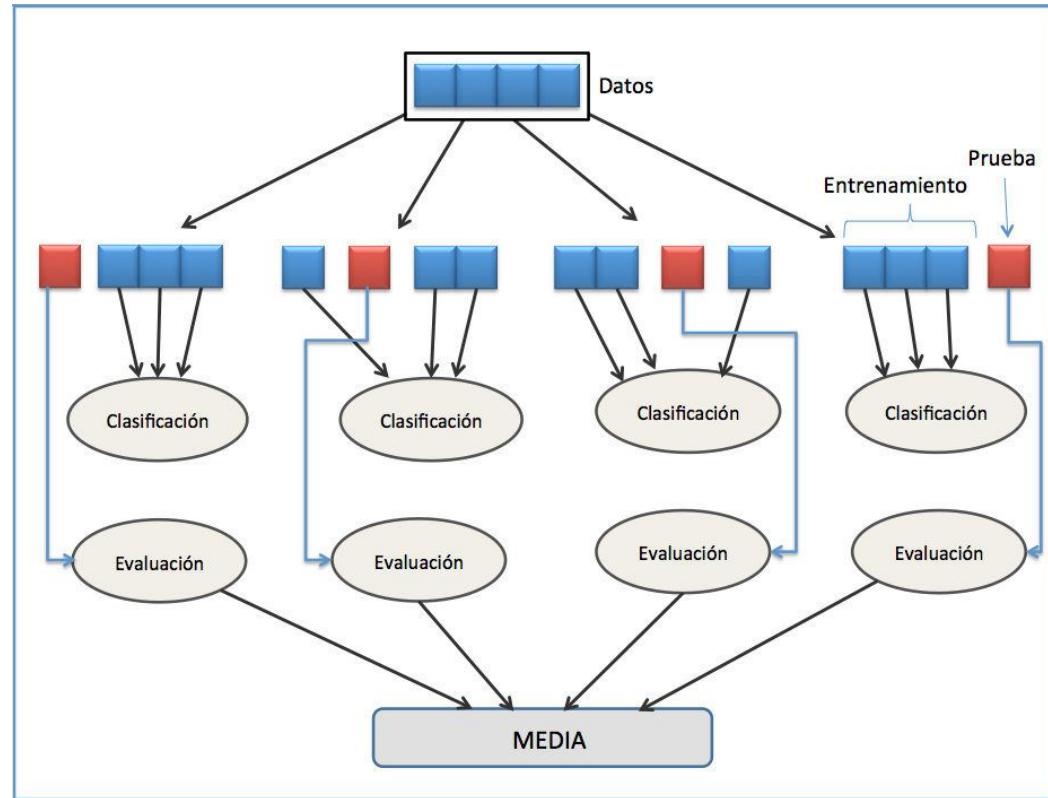 Datos
Prueba
Entrenamiento
Clasificación
Clasificación
Clasificación
Clasificación
Evaluación
Evaluación
Evaluación
Evaluación
MEDIA